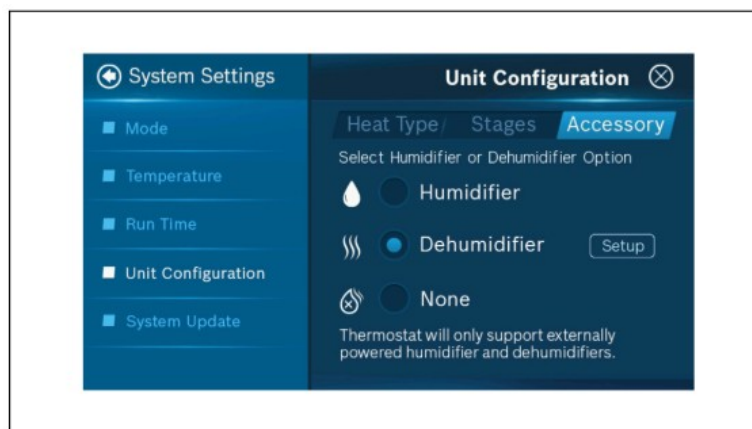 System Settings
Mode
Temperature
Run Time
Unit Configuration
System Update
Unit Configuration
Heat Type
Stages
Accessory
Select Humidifier or Dehumidifier Option
Humidifier
Dehumidifier
Setup
None
Thermostat will only support externally
powered humidifier and dehumidifiers.